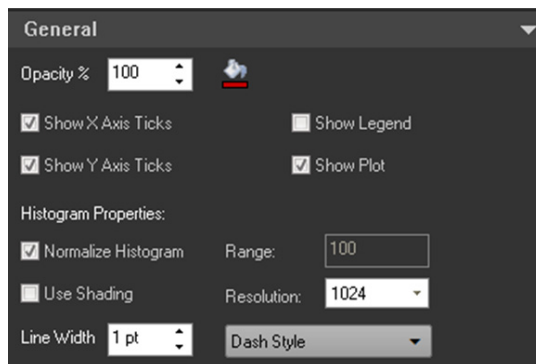 General
Opacity % 100
Show X Axis Ticks Show Legend
Show Y Axis Ticks Show Plot
Histogram Properties:
Normalize Histogram Range: 100
Use Shading Resolution: 1024
Line Width 1 pt Dash Style